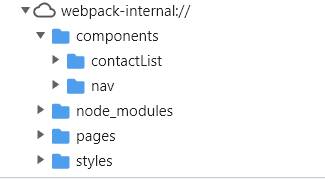 webpack-internal://
components
contactList
nav
node_modules
pages
styles